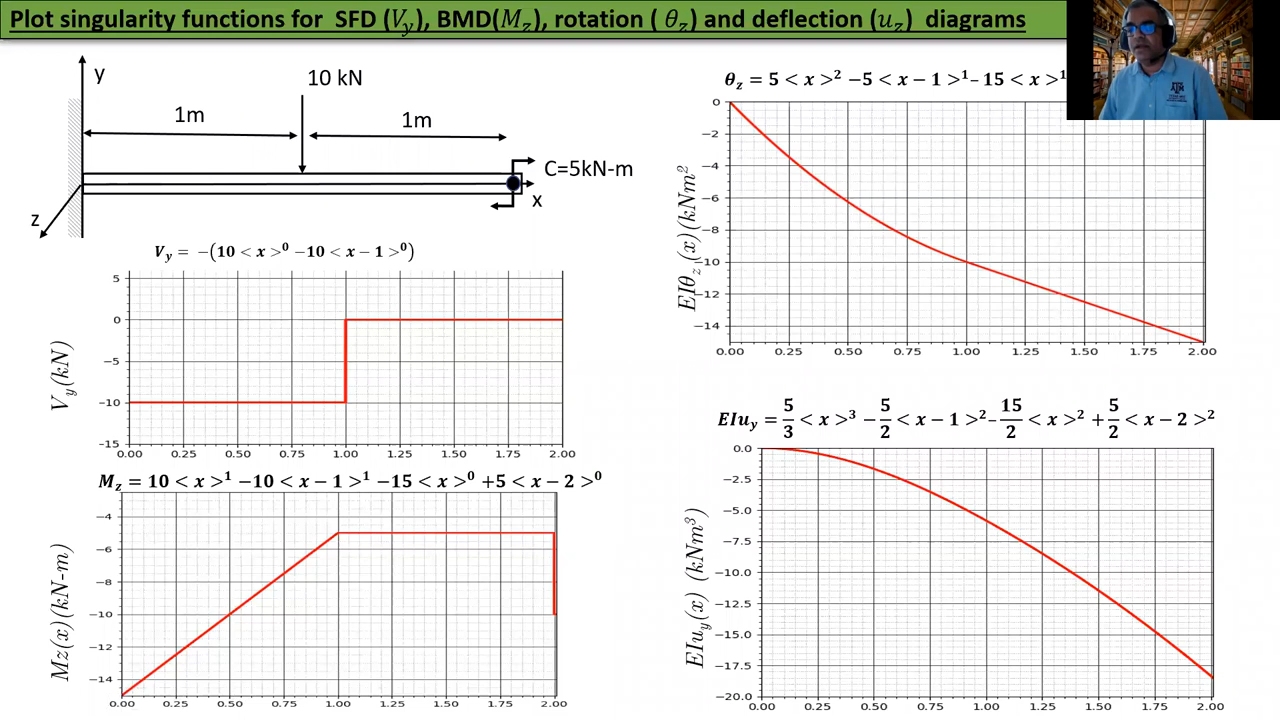 Plot singularity functions for SFD (V_y), BMD(M_z), rotation ( θ_z) and deflection (u_z) diagrams
y
10 kN
1m
1m
C=5kN-m
x
z
V_y = −(10 < x >^0 −10 < x − 1 >^0)
V_y(kN)
5
0
−5
−10
−15
0.00 0.25 0.50 0.75 1.00 1.25 1.50 1.75 2.00
M_z = 10 < x >^1 −10 < x − 1 >^1 −15 < x >^0 +5 < x − 2 >^0
Mz(x)(kN-m)
−4
−6
−8
−10
−12
−14
0.00 0.25 0.50 0.75 1.00 1.25 1.50 1.75 2.00
θ_z = 5 < x >^2 −5 < x − 1 >^1– 15 < x >^1
EIθ_z(x)(kNm^2
0
−2
−4
−6
−8
−10
−12
−14
0.00 0.25 0.50 0.75 1.00 1.25 1.50 1.75 2.00
EIu_y = 5/3 < x >^3 − 5/2 < x − 1 >^2– 15/2 < x >^2 + 5/2 < x − 2 >^2
EIu_y(x) (kNm^3)
0.0
−2.5
−5.0
−7.5
−10.0
−12.5
−15.0
−17.5
−20.0
0.00 0.25 0.50 0.75 1.00 1.25 1.50 1.75 2.00
ATM